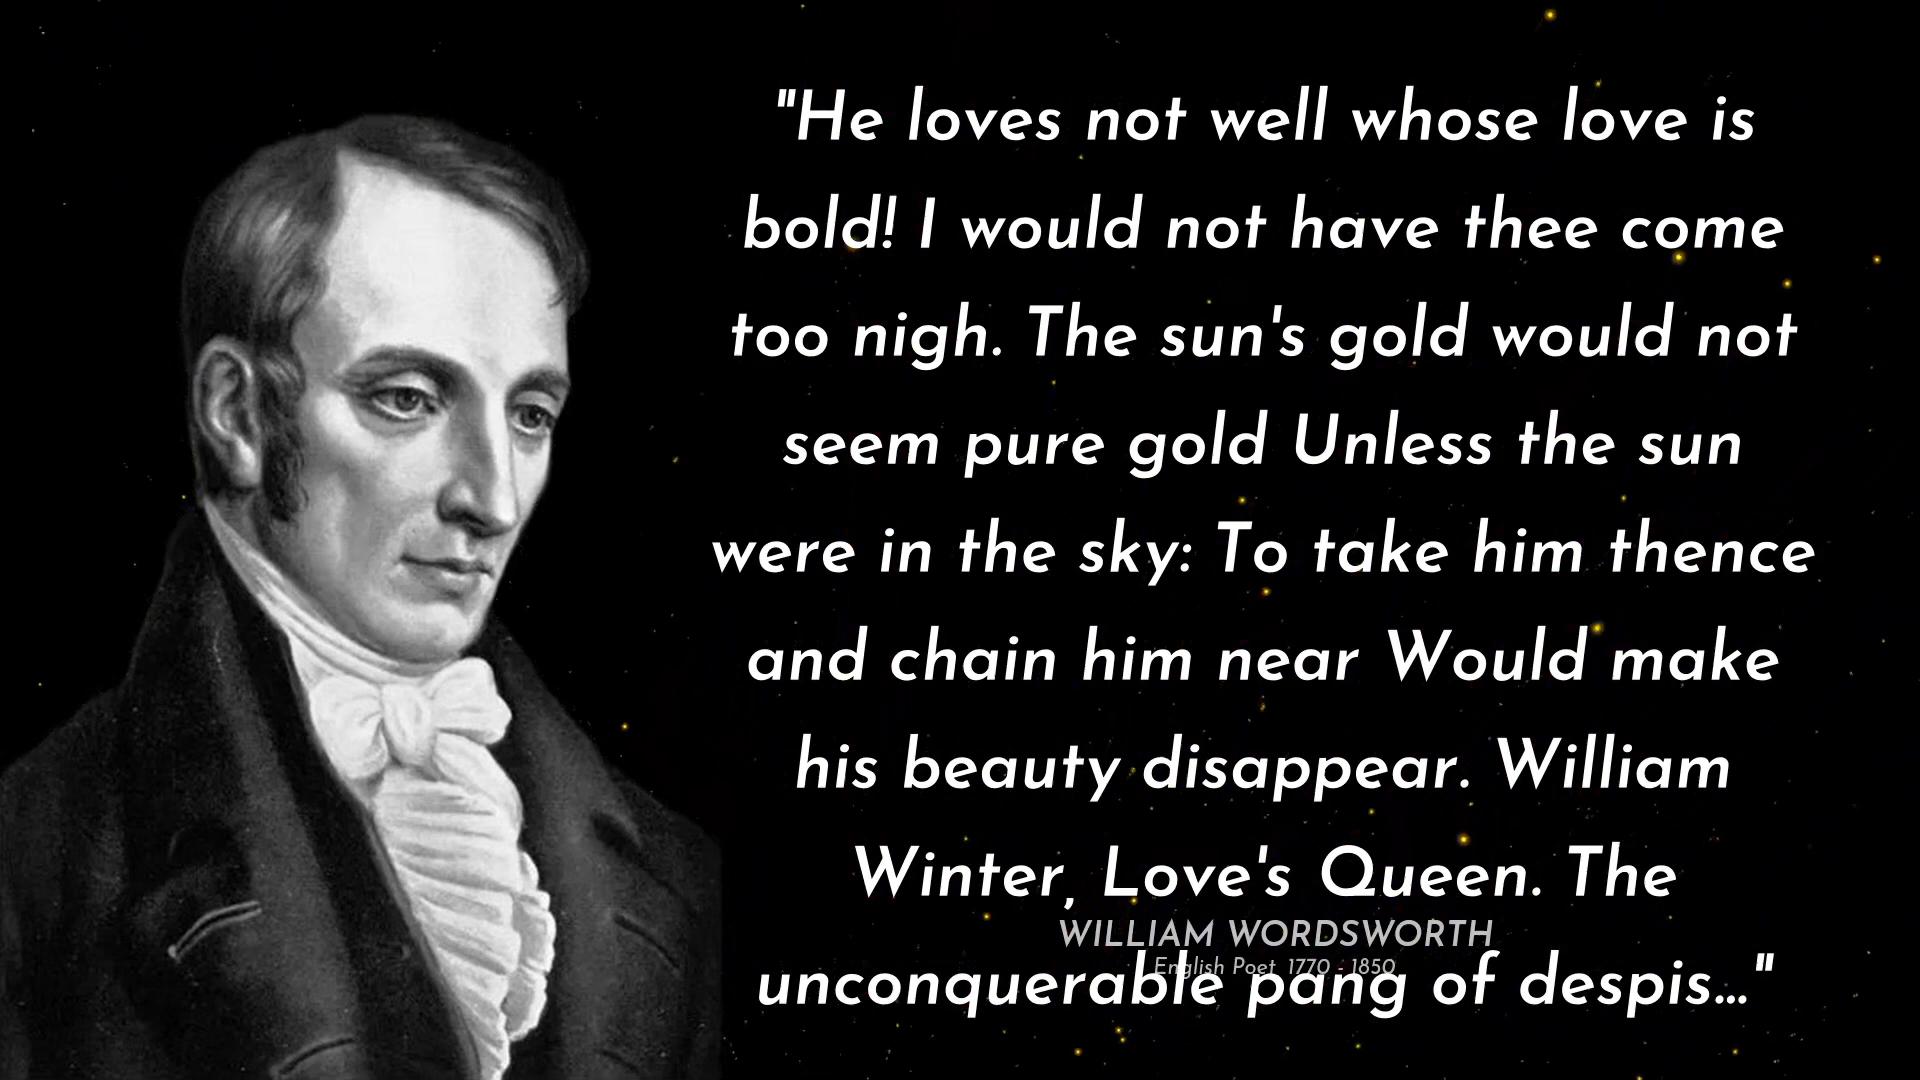 "He loves not well whose love is
bold! I would not have thee come
too nigh. The sun's gold would not
seem pure gold Unless the sun
were in the sky: To take him thence
and chain him near Would make
his beauty disappear. William
Winter, Love's Queen. The
WILLIAM WORDSWORTH
English Poet 1770 - 1850
unconquerable pang of despis..."